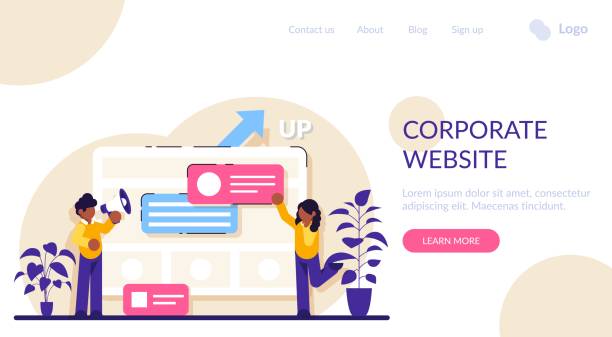 Contact us About Blog Sign up Logo
UP
CORPORATE
WEBSITE
Lorem ipsum dolor sit amet, consectetur
adipiscing elit. Maecenas tincidunt.
LEARN MORE